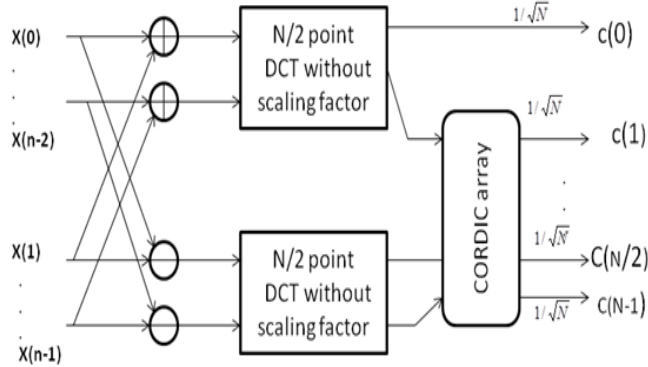 X(0)
X(n-2)
X(1)
X(n-1)
N/2 point
DCT without
scaling factor
N/2 point
DCT without
scaling factor
CORDIC array
1/√N
c(0)
1/√N
c(1)
1/√N
C(N/2)
1/√N
C(N-1)